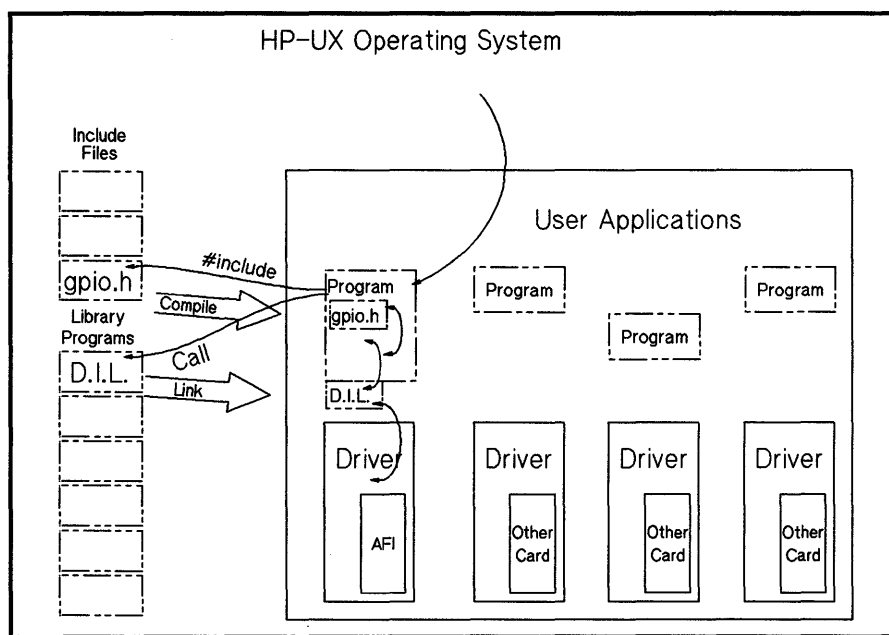 HP-UX Operating System
Include
Files
gpio.h
Library
Programs
D.I.L.
#include
Compile
Call
Link
User Applications
Program
gpio.h
D.I.L.
Program
Program
Program
Driver
AFI
Driver
Other
Card
Driver
Other
Card
Driver
Other
Card